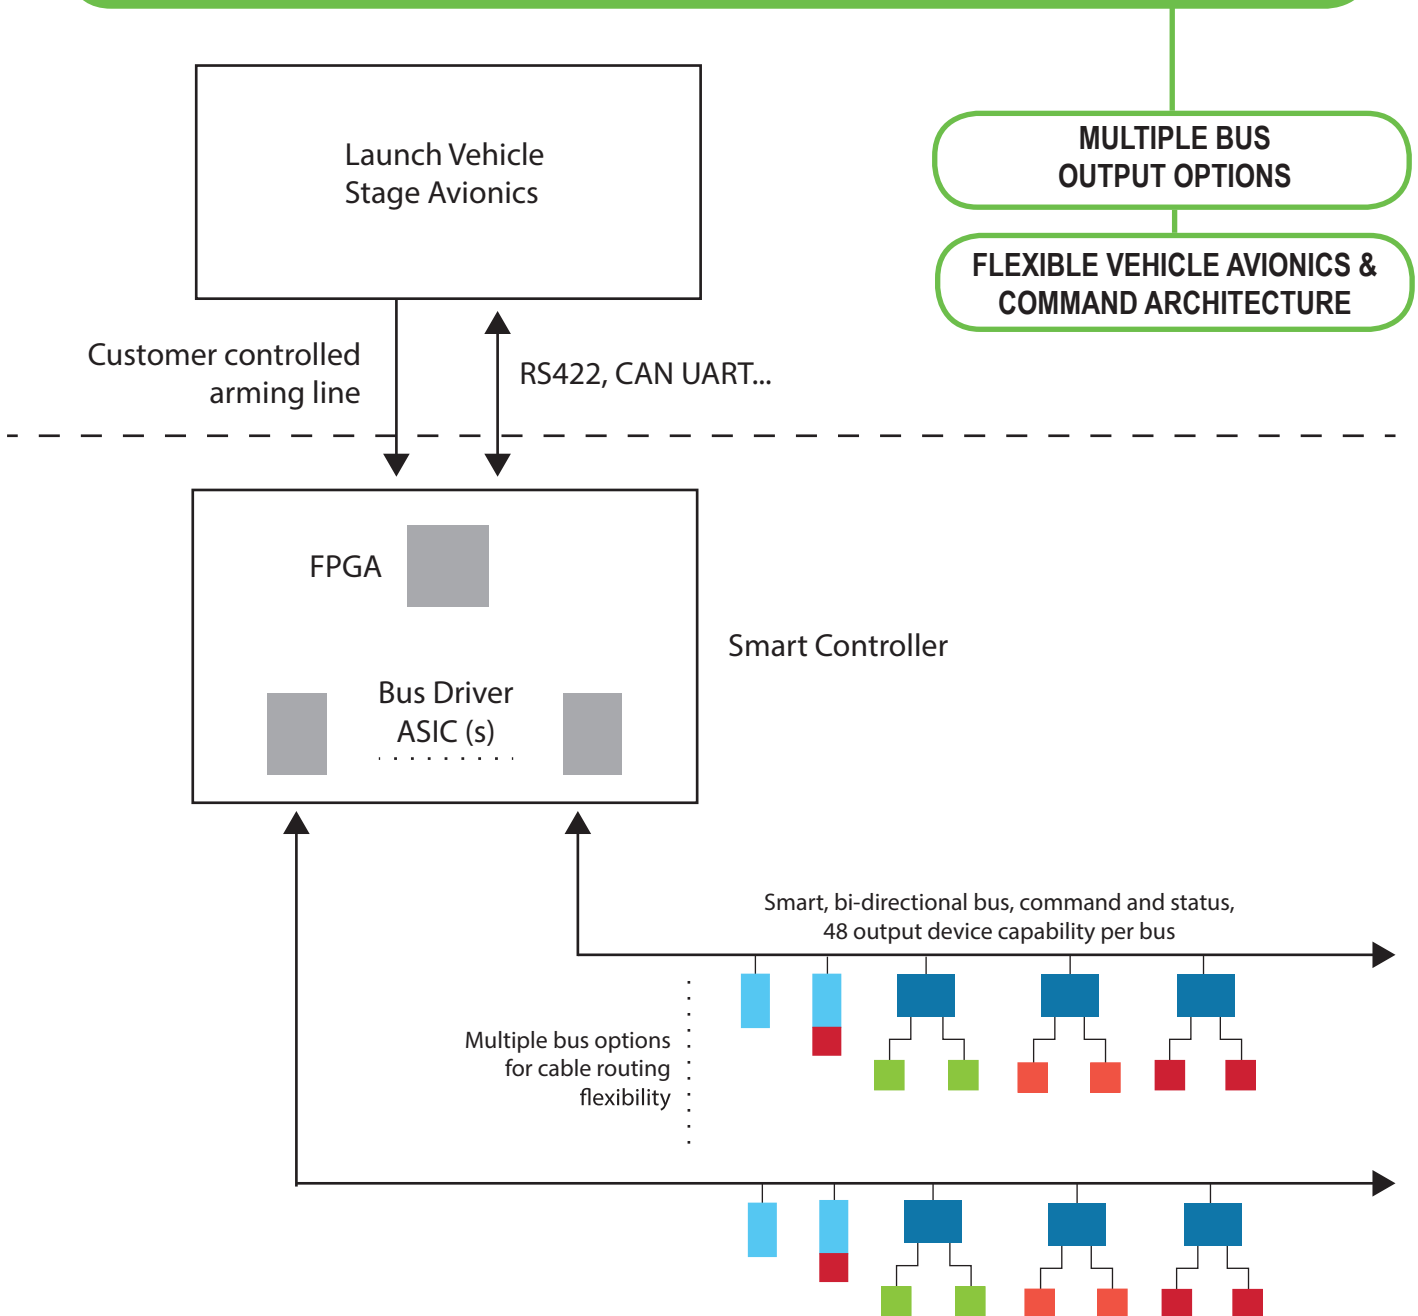 MULTIPLE BUS
OUTPUT OPTIONS
FLEXIBLE VEHICLE AVIONICS &
COMMAND ARCHITECTURE
Launch Vehicle
Stage Avionics
Customer controlled
arming line
RS422, CAN UART...
FPGA
Smart Controller
Bus Driver
ASIC (s)
Smart, bi-directional bus, command and status,
48 output device capability per bus
Multiple bus options
for cable routing
flexibility